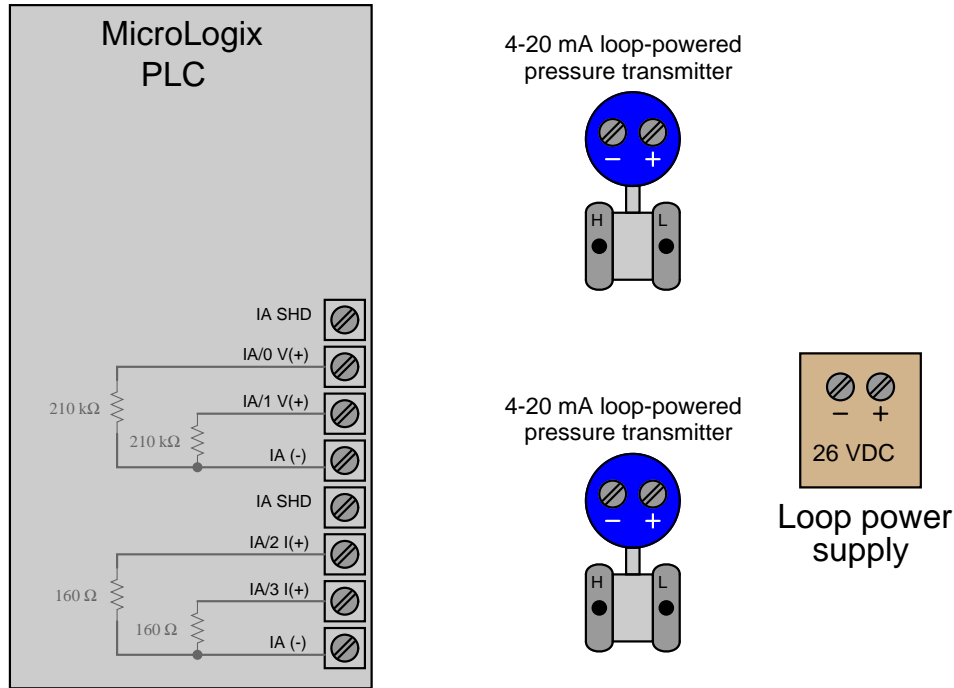 MicroLogix
PLC
IA SHD
IA/0 V(+)
IA/1 V(+)
IA (-)
IA SHD
IA/2 I(+)
IA/3 I(+)
IA (-)
210 kΩ
210 kΩ
160 Ω
160 Ω
4-20 mA loop-powered
pressure transmitter
− +
H L
4-20 mA loop-powered
pressure transmitter
− +
H L
− +
26 VDC
Loop power
supply